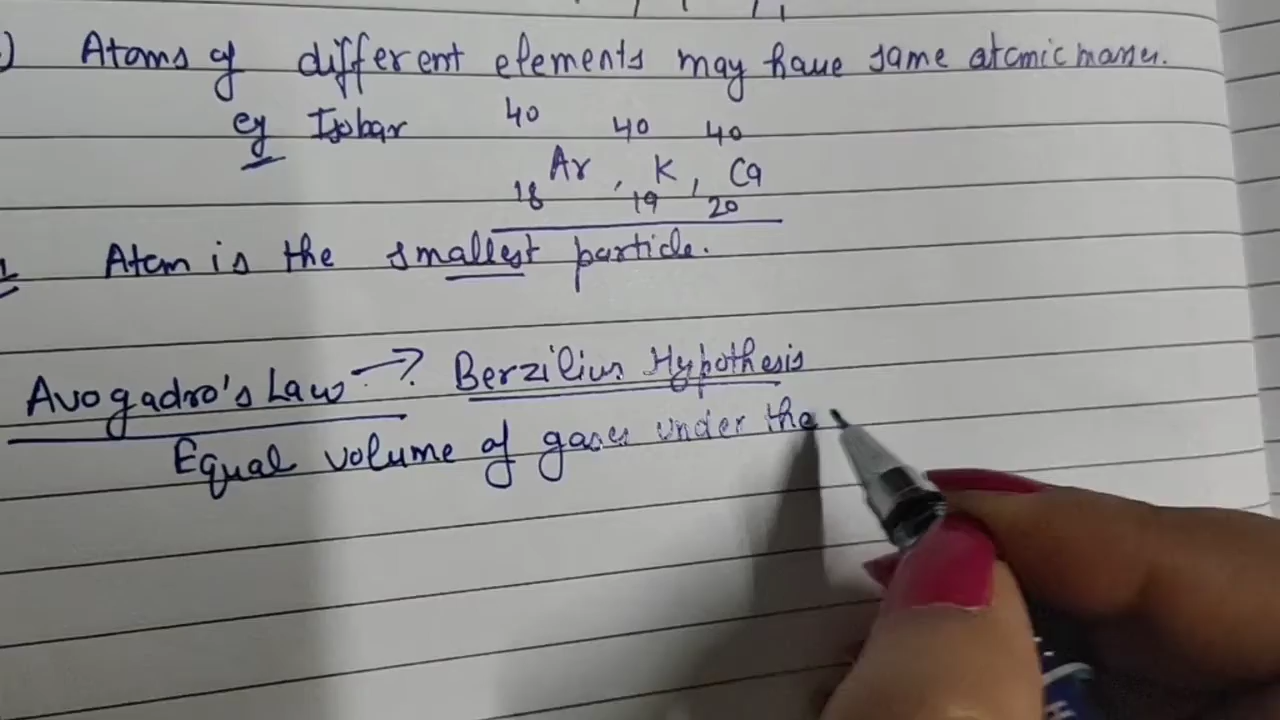 ) Atoms of different elements may have same atomic masses.
eg Isobar 40 40 40
Ar , K , Ca
18 19 20
Atom is the smallest particle.
Avogadro's Law → Berzilius Hypothesis
Equal volume of gases under the